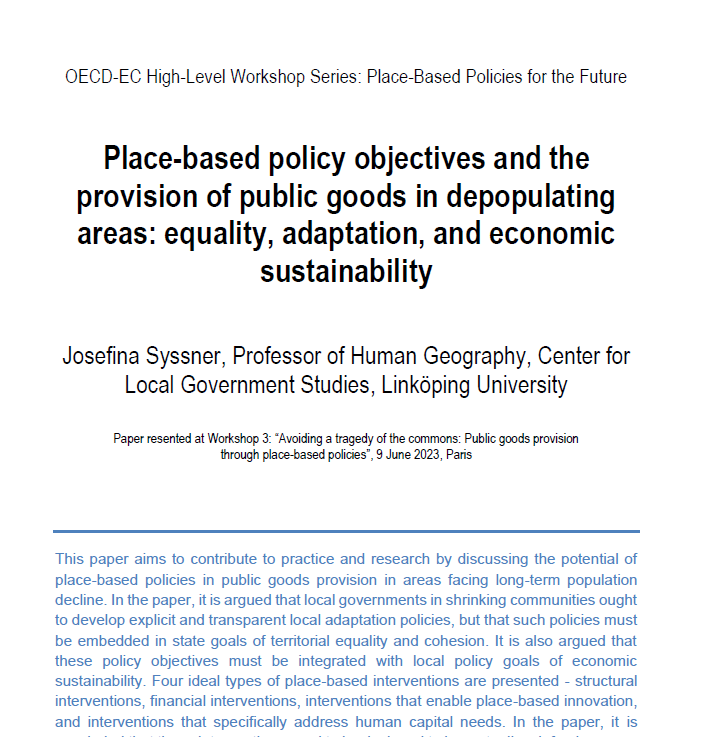 OECD-EC High-Level Workshop Series: Place-Based Policies for the Future
Place-based policy objectives and the
provision of public goods in depopulating
areas: equality, adaptation, and economic
sustainability
Josefina Syssner, Professor of Human Geography, Center for
Local Government Studies, Linköping University
Paper resented at Workshop 3: “Avoiding a tragedy of the commons: Public goods provision
through place-based policies”, 9 June 2023, Paris
This paper aims to contribute to practice and research by discussing the potential of
place-based policies in public goods provision in areas facing long-term population
decline. In the paper, it is argued that local governments in shrinking communities ought
to develop explicit and transparent local adaptation policies, but that such policies must
be embedded in state goals of territorial equality and cohesion. It is also argued that
these policy objectives must be integrated with local policy goals of economic
sustainability. Four ideal types of place-based interventions are presented - structural
interventions, financial interventions, interventions that enable place-based innovation,
and interventions that specifically address human capital needs. In the paper, it is